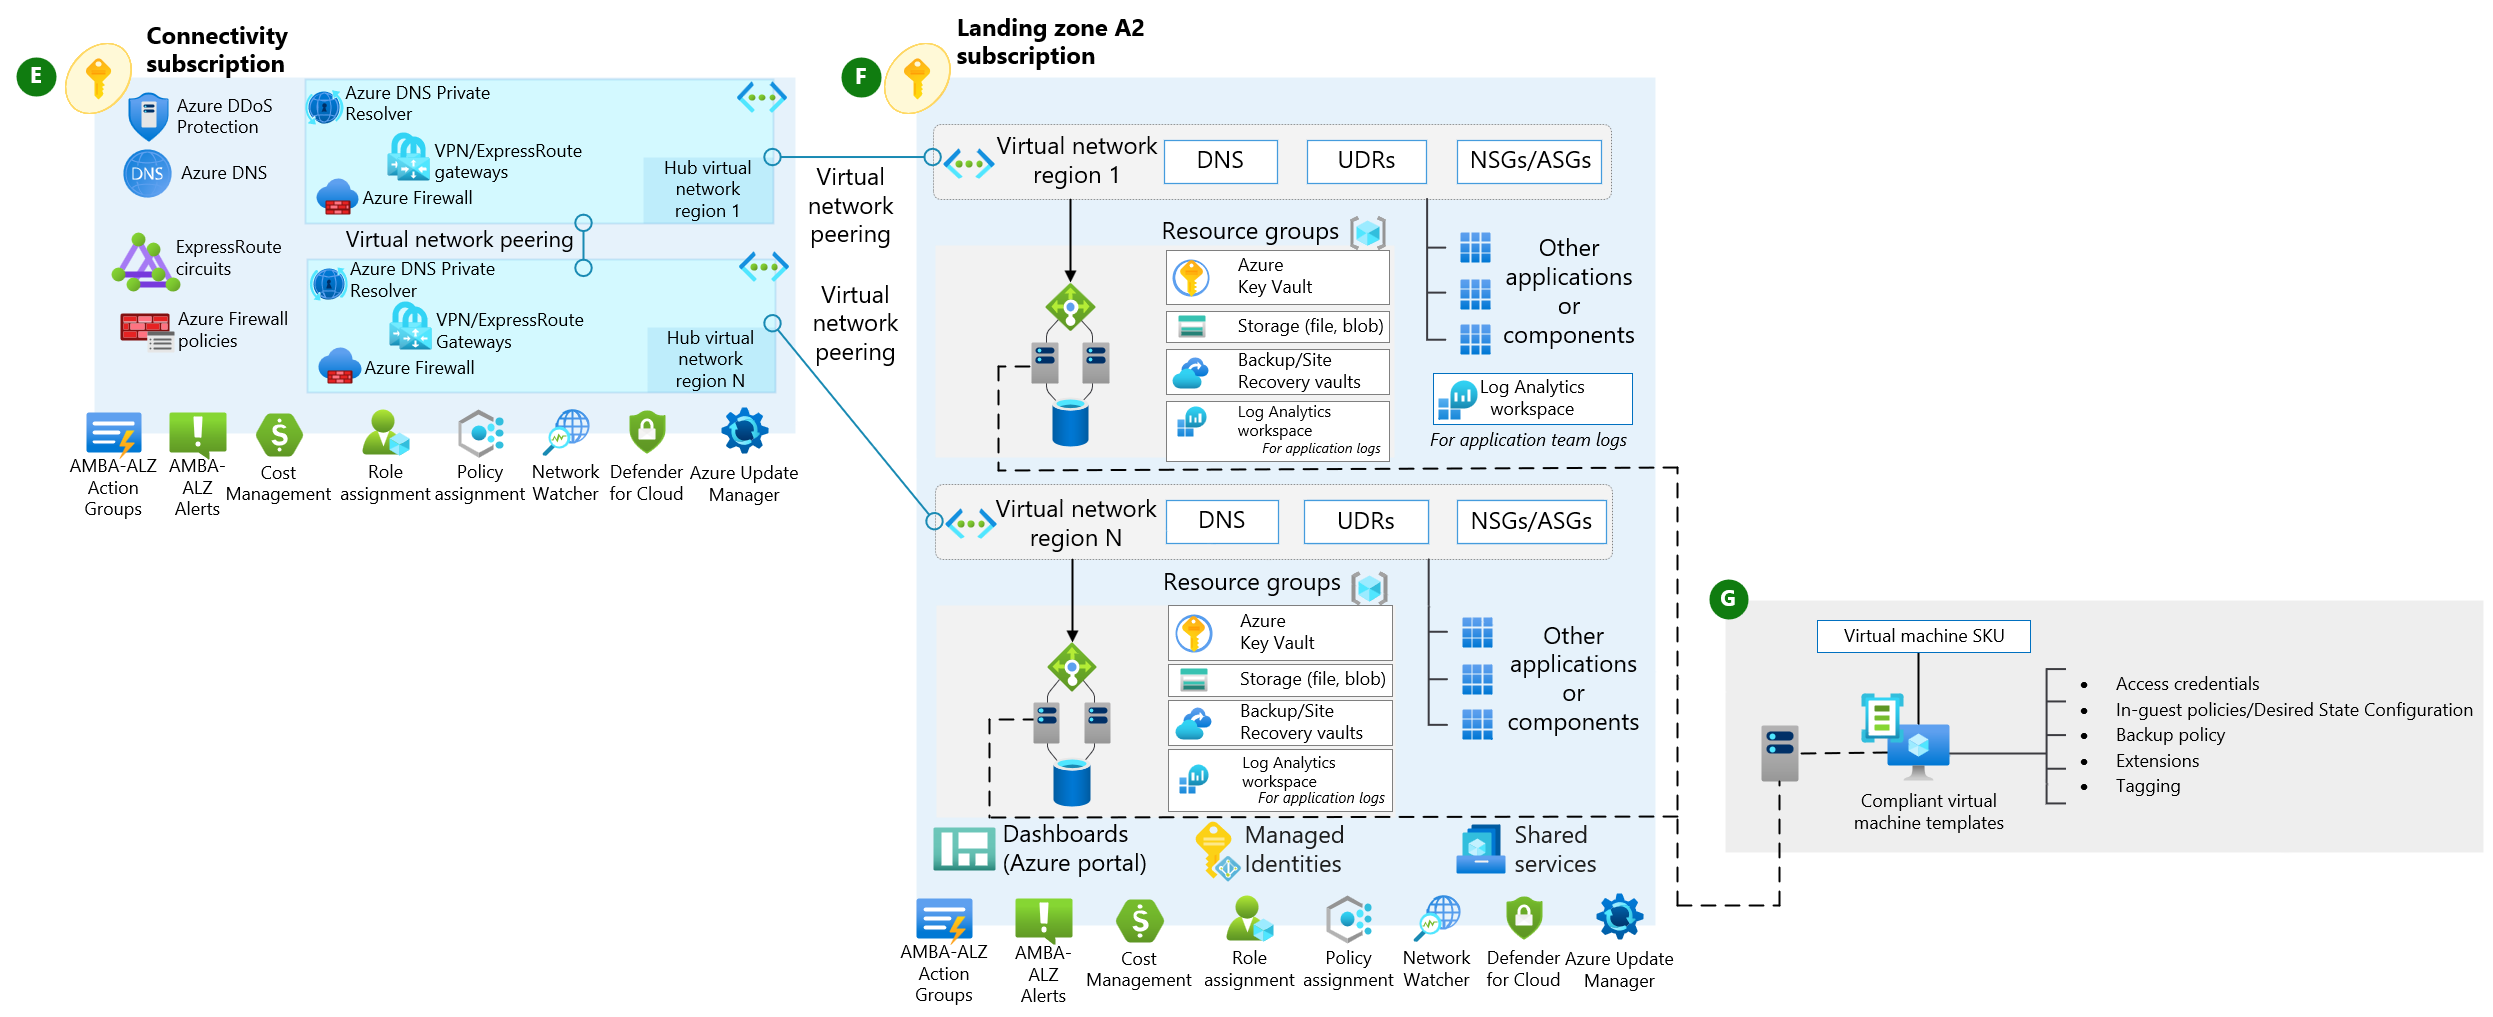 E
Connectivity
subscription
Azure DDoS
Protection
Azure DNS
DNS
ExpressRoute
circuits
Azure Firewall
policies
Azure DNS Private
Resolver
VPN/ExpressRoute
gateways
Azure Firewall
Hub virtual
network
region 1
Virtual network peering
Azure DNS Private
Resolver
VPN/ExpressRoute
Gateways
Azure Firewall
Hub virtual
network
region N
Virtual
network
peering
Virtual
network
peering
AMBA-ALZ
Action
Groups
AMBA-
ALZ
Alerts
Cost
Management
Role
assignment
Policy
assignment
Network
Watcher
Defender
for Cloud
Azure Update
Manager
F
Landing zone A2
subscription
Virtual network
region 1
DNS
UDRs
NSGs/ASGs
Resource groups
Azure
Key Vault
Storage (file, blob)
Backup/Site
Recovery vaults
Log Analytics
workspace
For application logs
Other
applications
or
components
Log Analytics
workspace
For application team logs
Virtual network
region N
DNS
UDRs
NSGs/ASGs
Resource groups
Azure
Key Vault
Storage (file, blob)
Backup/Site
Recovery vaults
Log Analytics
workspace
For application logs
Other
applications
or
components
Dashboards
(Azure portal)
Managed
Identities
Shared
services
AMBA-ALZ
Action
Groups
AMBA-
ALZ
Alerts
Cost
Management
Role
assignment
Policy
assignment
Network
Watcher
Defender
for Cloud
Azure Update
Manager
G
Virtual machine SKU
Compliant virtual
machine templates
• Access credentials
• In-guest policies/Desired State Configuration
• Backup policy
• Extensions
• Tagging